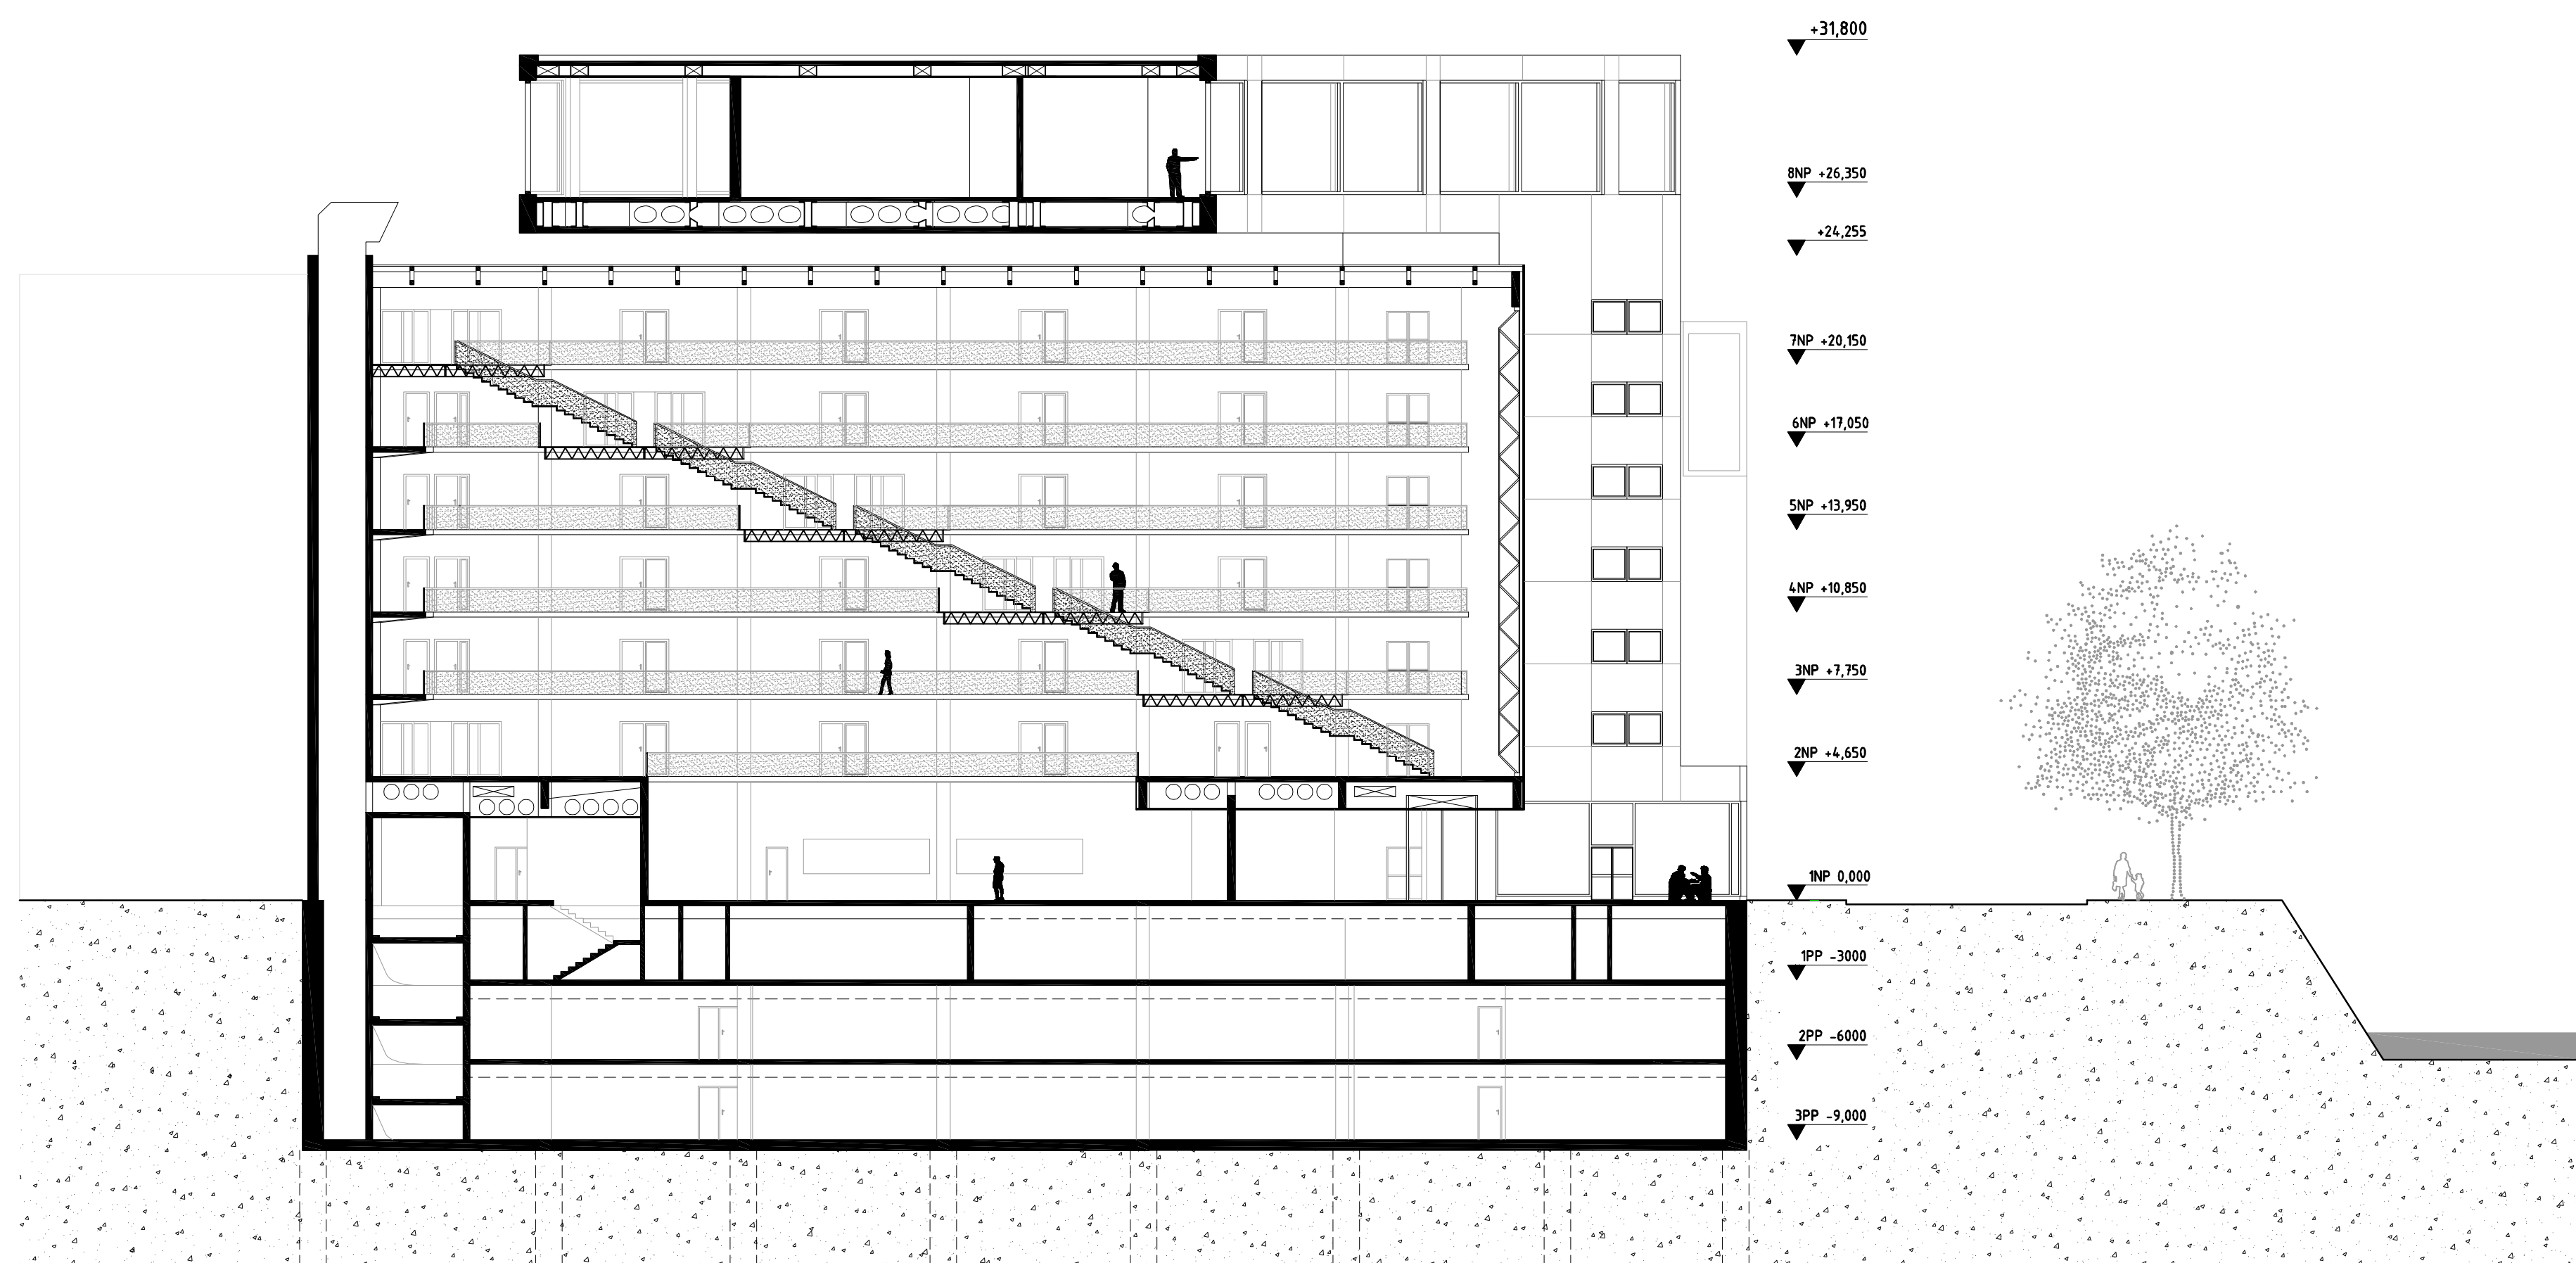 +31,800
8NP +26,350
+24,255
7NP +20,150
6NP +17,050
5NP +13,950
4NP +10,850
3NP +7,750
2NP +4,650
1NP 0,000
1PP -3000
2PP -6000
3PP -9,000